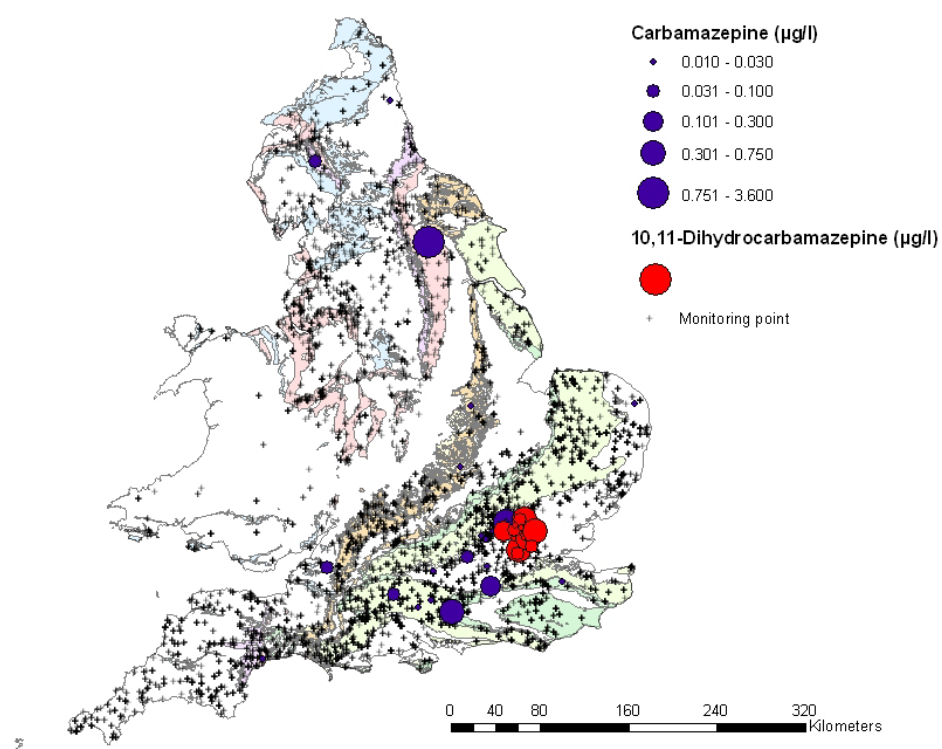 Carbamazepine (µg/l)
0.010 - 0.030
0.031 - 0.100
0.101 - 0.300
0.301 - 0.750
0.751 - 3.600
10,11-Dihydrocarbamazepine (µg/l)
Monitoring point
0 40 80 160 240 320
Kilometers